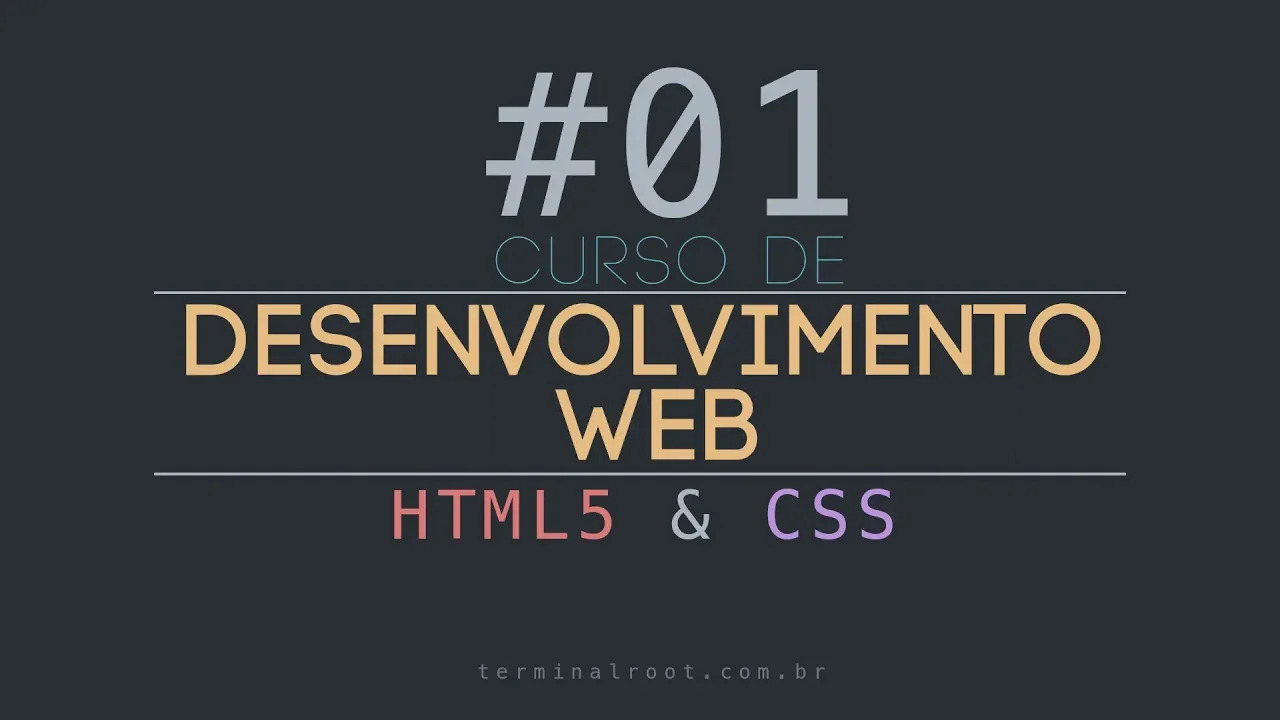 #01
CURSO DE
DESENVOLVIMENTO
WEB
HTML5 & CSS
terminalroot.com.br